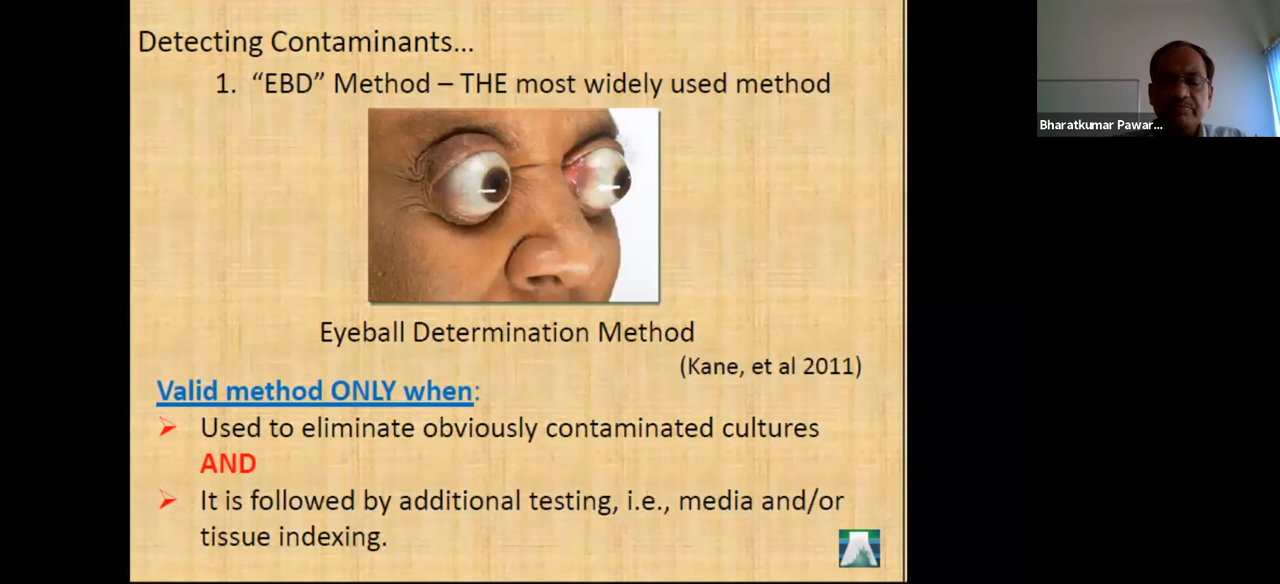 Detecting Contaminants...
1. “EBD” Method – THE most widely used method
Eyeball Determination Method
(Kane, et al 2011)
Valid method ONLY when:
Used to eliminate obviously contaminated cultures
AND
It is followed by additional testing, i.e., media and/or
tissue indexing.
Bharatkumar Pawar...